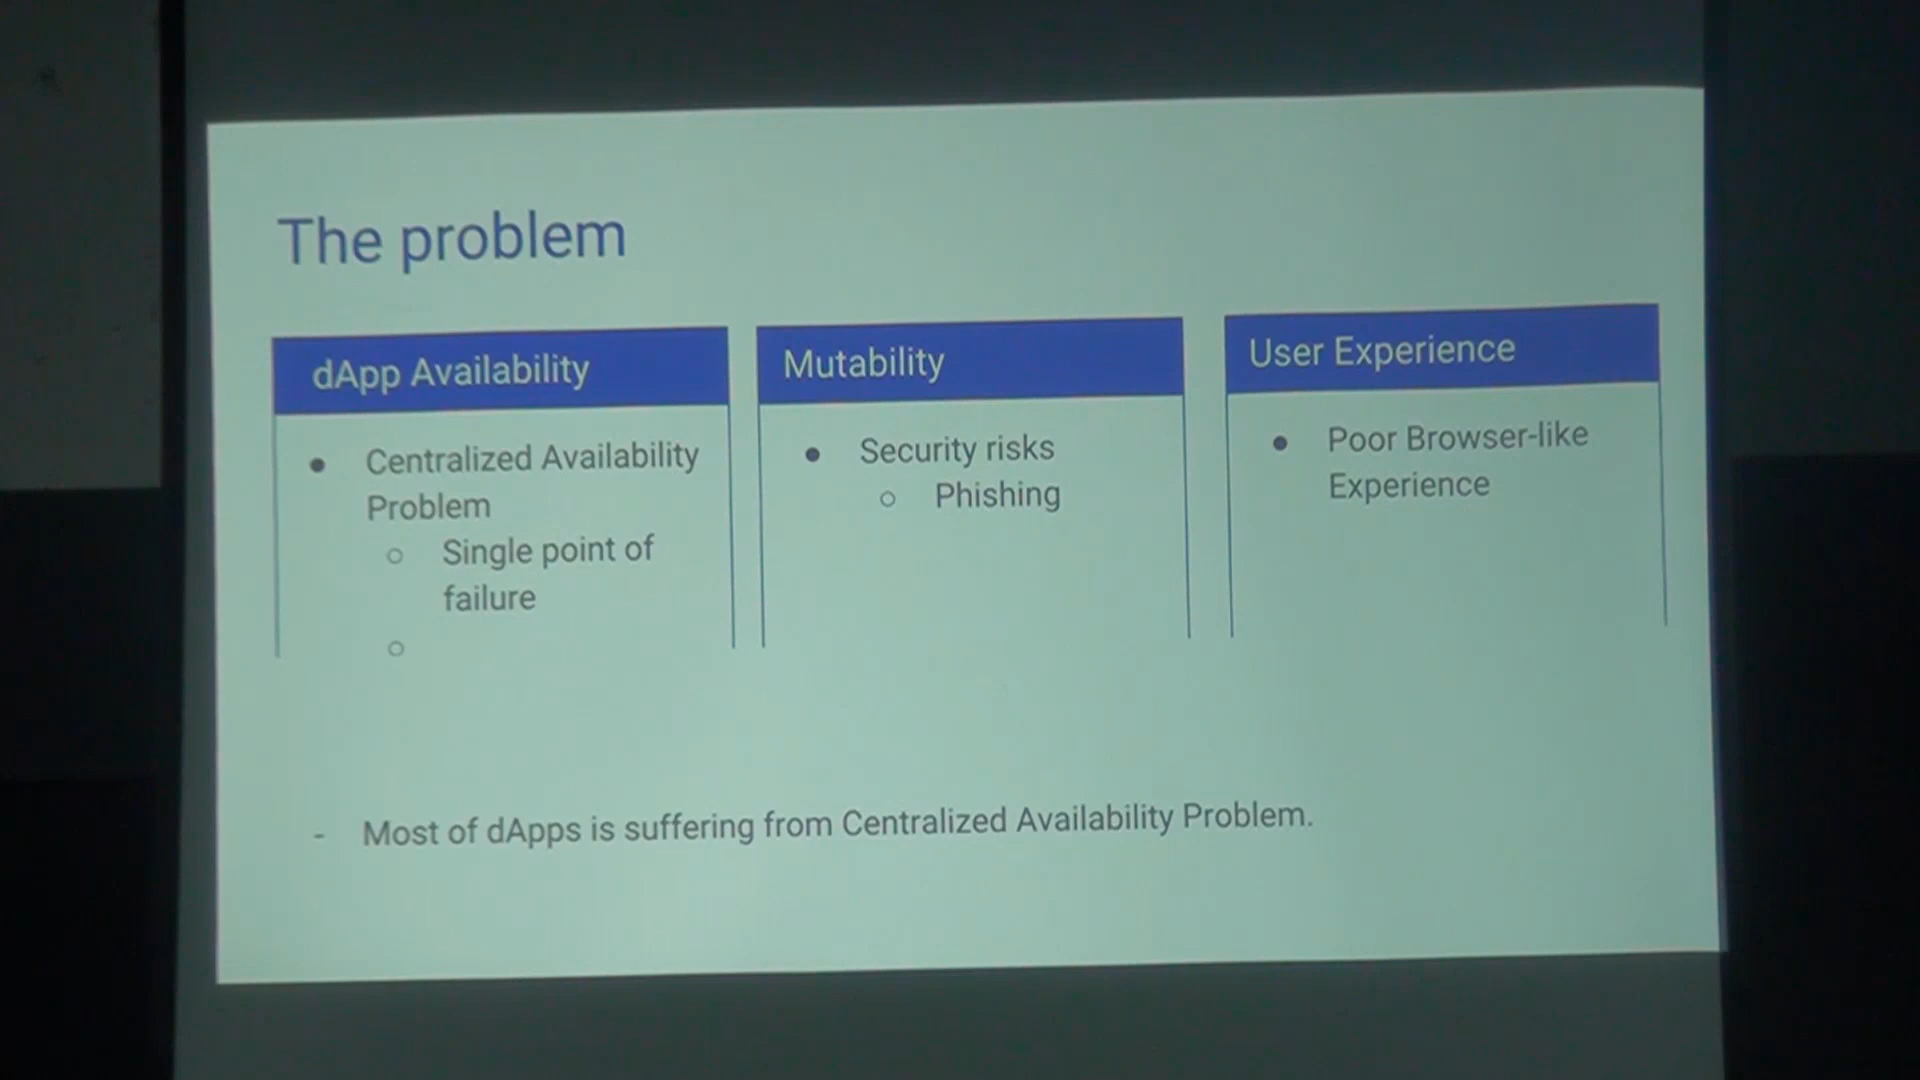 The problem
dApp Availability
● Centralized Availability
Problem
○ Single point of
failure
○
Mutability
● Security risks
○ Phishing
User Experience
● Poor Browser-like
Experience
- Most of dApps is suffering from Centralized Availability Problem.